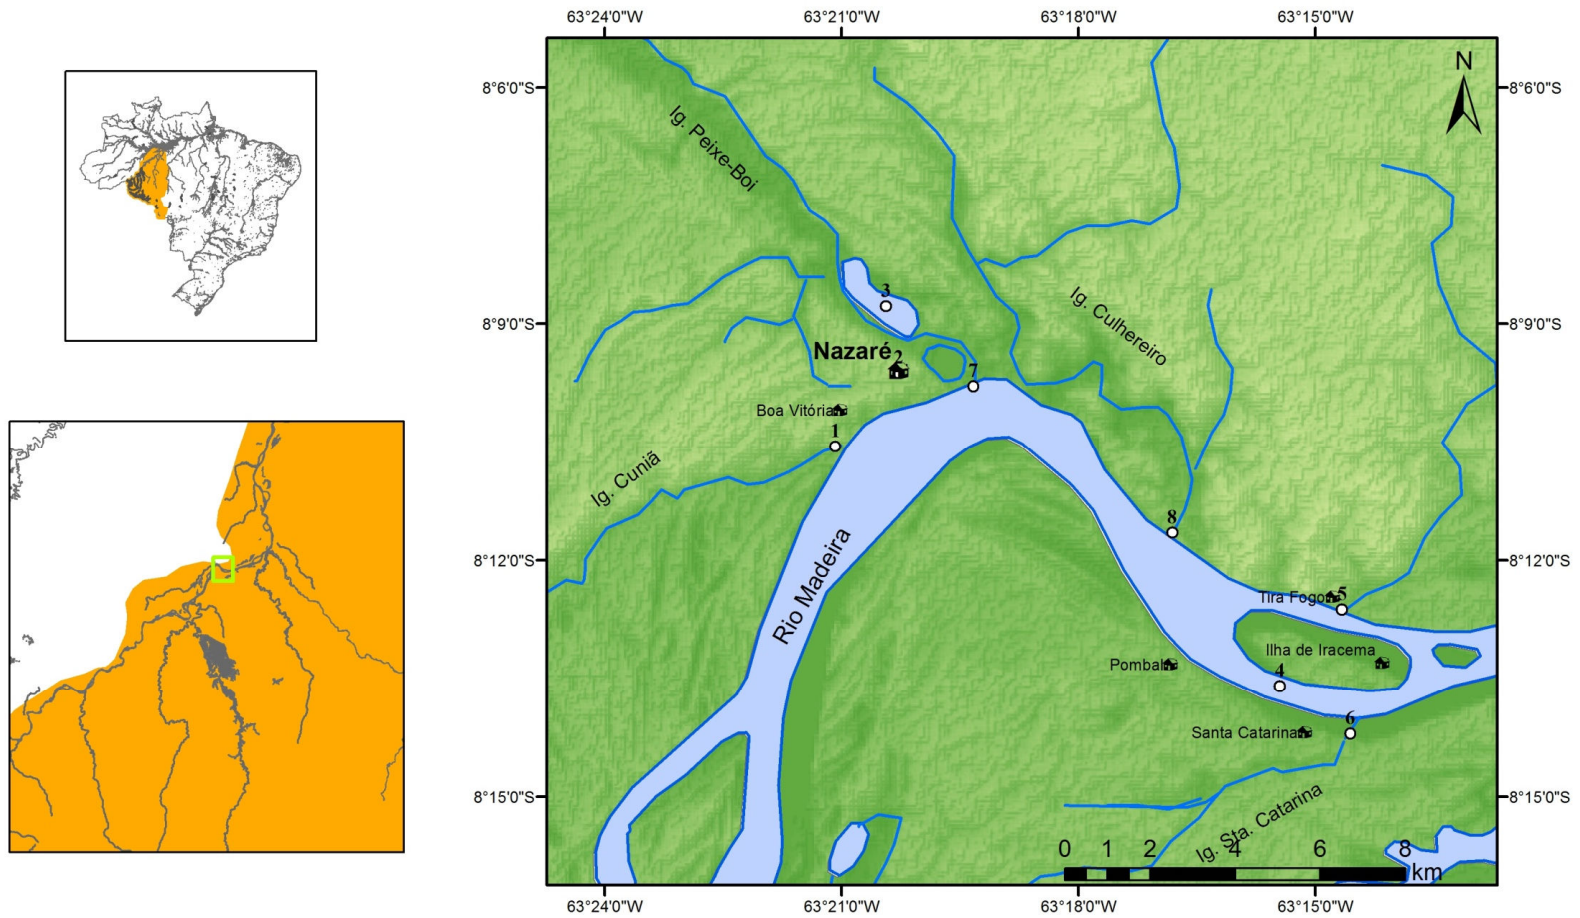 63°24'0"W 63°21'0"W 63°18'0"W 63°15'0"W
N
8°6'0"S 8°6'0"S
Ig. Peixe-Boi
3
Ig. Culhereiro
8°9'0"S 8°9'0"S
Nazaré 2
7
Boa Vitória
1
Ig. Cuniã
8
8°12'0"S 8°12'0"S
Rio Madeira
Tira Fogo 5
Ilha de Iracema
Pombal
4
6
Santa Catarina
8°15'0"S 8°15'0"S
Ig. Sta. Catarina
0 1 2 4 6 8
km
63°24'0"W 63°21'0"W 63°18'0"W 63°15'0"W